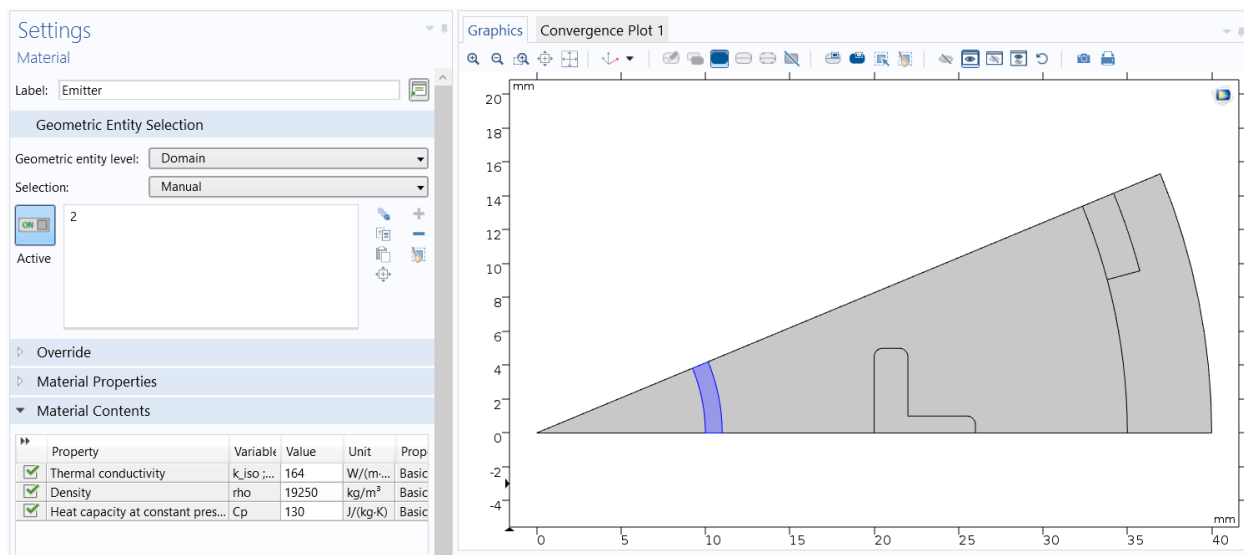 Settings
Material
Label: Emitter
Geometric Entity Selection
Geometric entity level: Domain
Selection: Manual
ON
2
Active
Override
Material Properties
Material Contents
Property Variable Value Unit Prop
Thermal conductivity k_iso ;... 164 W/(m·... Basic
Density rho 19250 kg/m³ Basic
Heat capacity at constant pres... Cp 130 J/(kg·K) Basic
Graphics Convergence Plot 1
mm
20
18
16
14
12
10
8
6
4
2
0
-2
-4
mm
0 5 10 15 20 25 30 35 40